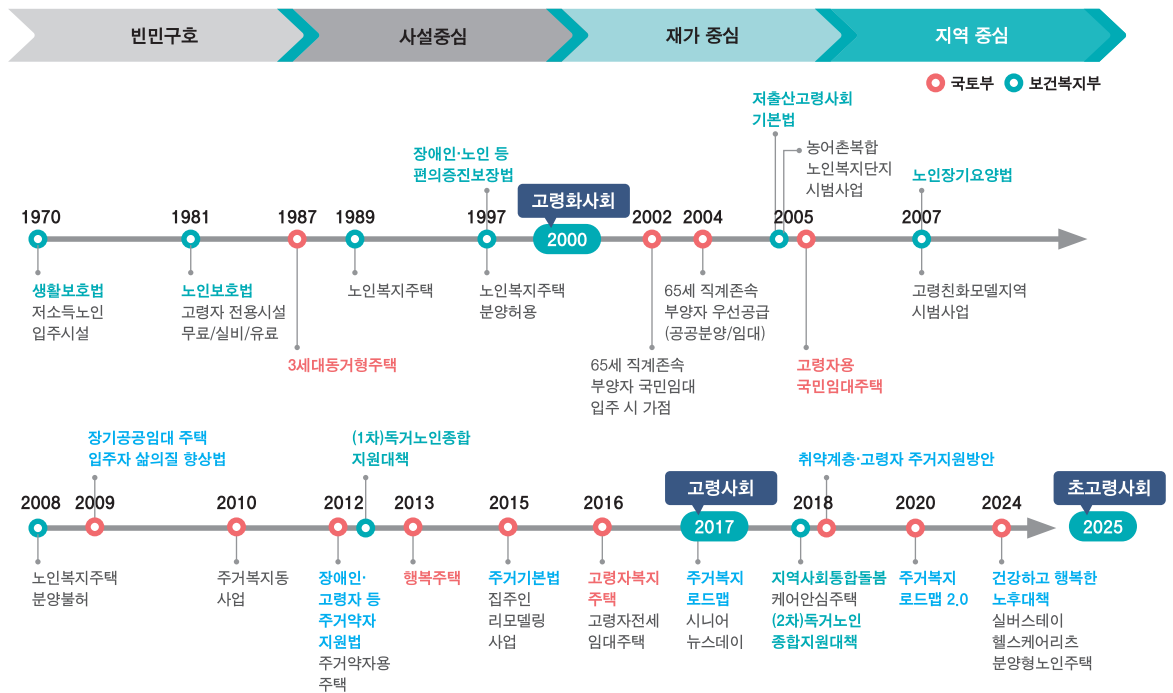 빈민구호
사설중심
재가 중심
지역 중심
국토부
보건복지부
저출산고령사회
기본법
농어촌복합
노인복지단지
시범사업
장애인·노인 등
편의증진보장법
노인장기요양법
고령화사회
1970
1981
1987
1989
1997
2000
2002
2004
2005
2007
생활보호법
저소득노인
입주시설
노인보호법
고령자 전용시설
무료/실비/유료
3세대동거형주택
노인복지주택
노인복지주택
분양허용
65세 직계존속
부양자 국민임대
입주 시 가점
65세 직계존속
부양자 우선공급
(공공분양/임대)
고령자용
국민임대주택
고령친화모델지역
시범사업
장기공공임대 주택
입주자 삶의질 향상법
(1차)독거노인종합
지원대책
취약계층·고령자 주거지원방안
고령사회
초고령사회
2008
2009
2010
2012
2013
2015
2016
2017
2018
2020
2024
2025
노인복지주택
분양불허
주거복지동
사업
장애인·
고령자 등
주거약자
지원법
주거약자용
주택
행복주택
주거기본법
집주인
리모델링
사업
고령자복지
주택
고령자전세
임대주택
주거복지
로드맵
시니어
뉴스데이
지역사회통합돌봄
케어안심주택
(2차)독거노인
종합지원대책
주거복지
로드맵 2.0
건강하고 행복한
노후대책
실버스테이
헬스케어리츠
분양형노인주택